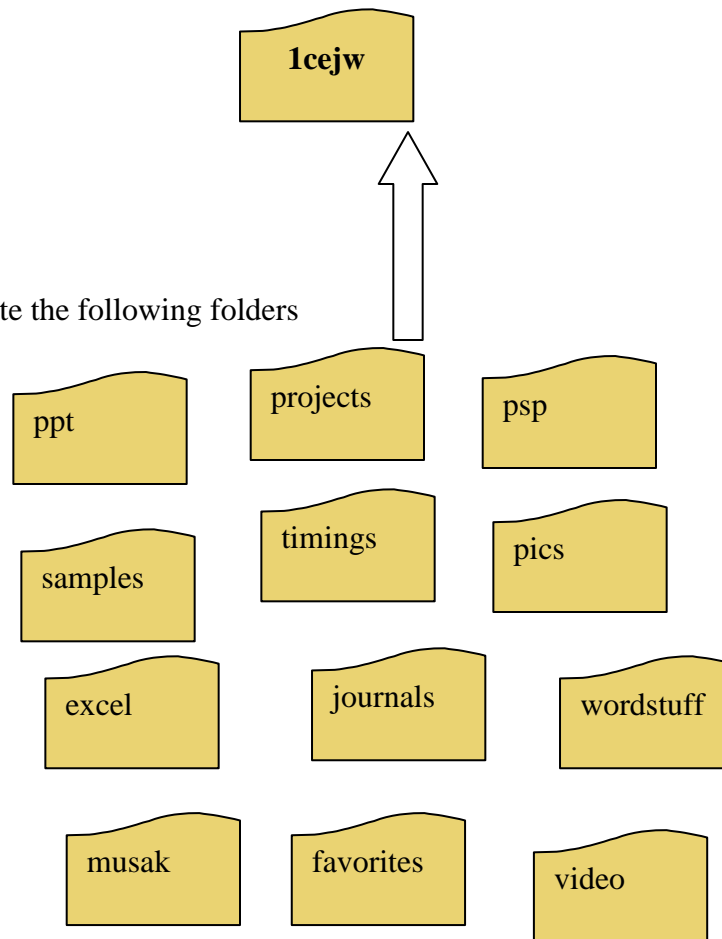 1cejw
te the following folders
ppt
projects
psp
samples
timings
pics
excel
journals
wordstuff
musak
favorites
video